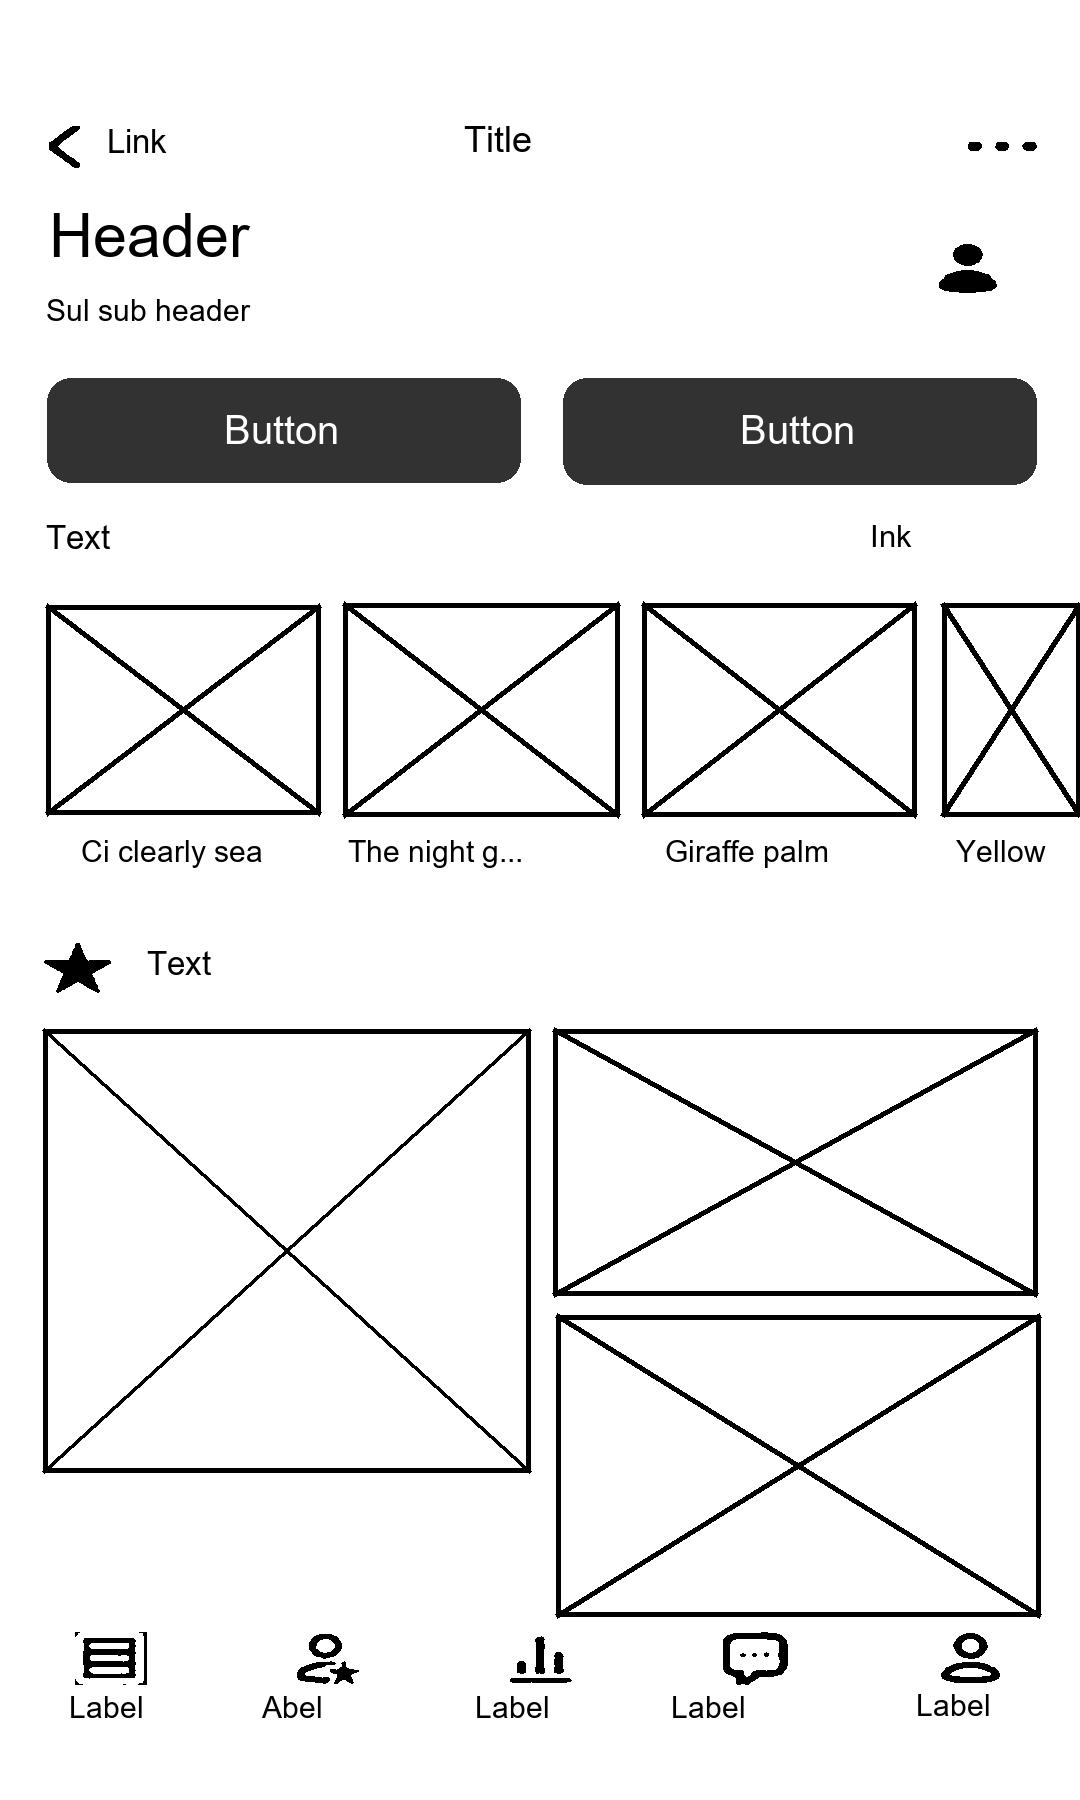 Link
Title
Header
Sul sub header
Button
Button
Text
Ink
Ci clearly sea
The night g...
Giraffe palm
Yellow
Text
Label
Abel
Label
Label
Label